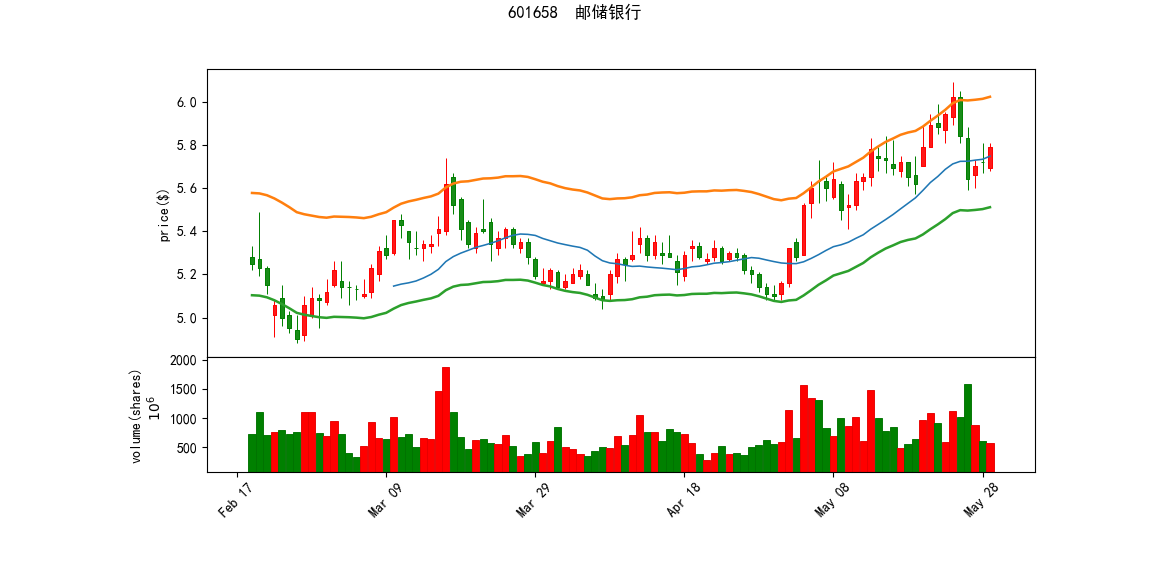 601658 邮储银行
price($)
6.0
5.8
5.6
5.4
5.2
5.0
volume(shares)
10^6
2000
1500
1000
500
Feb 17
Mar 09
Mar 29
Apr 18
May 08
May 28